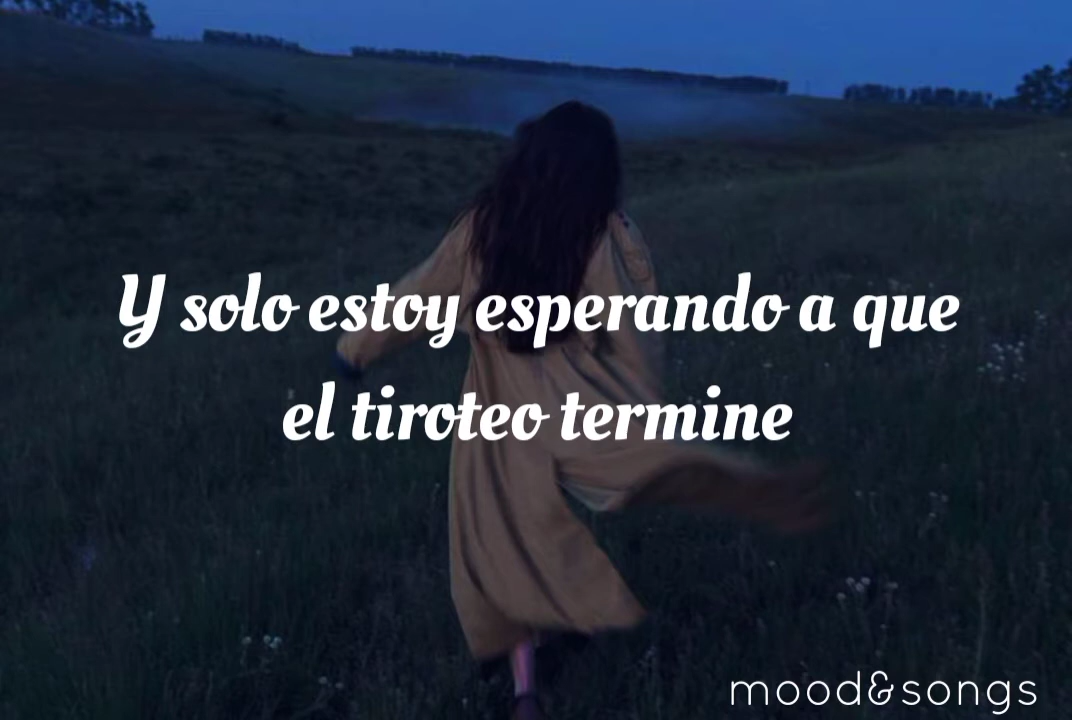 Y solo estoy esperando a que
el tiroteo termine
mood&songs